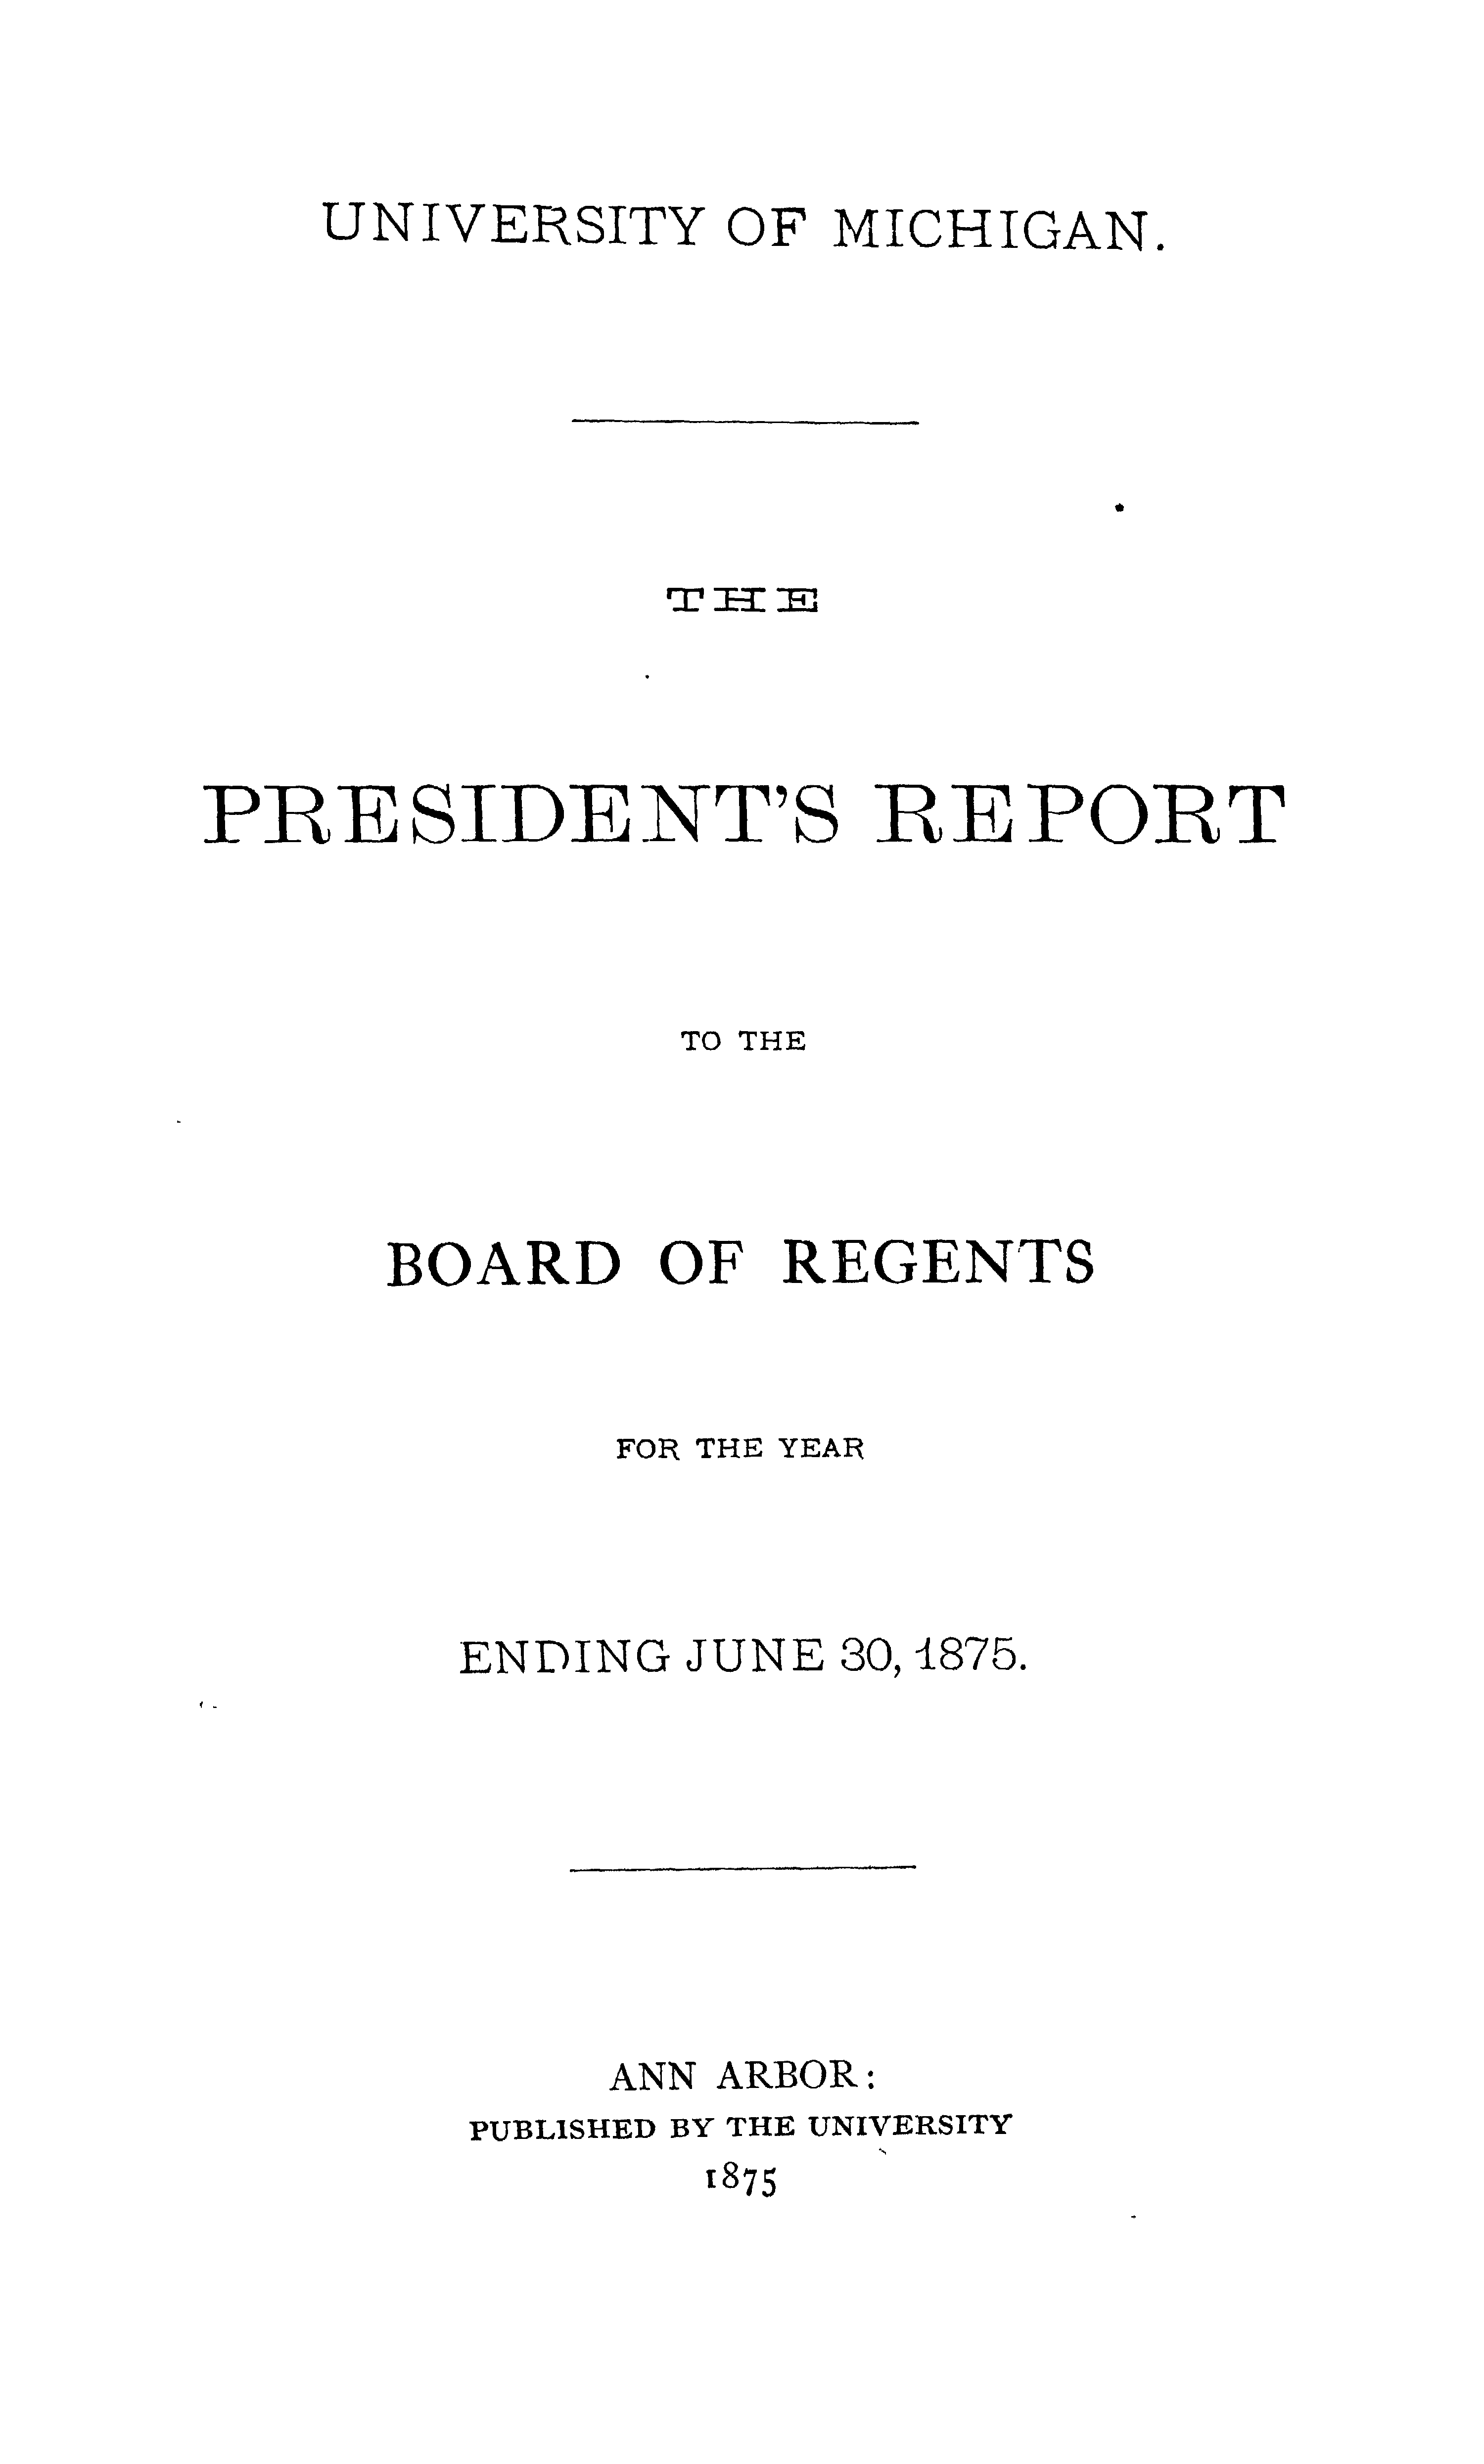 UNIVERSITY OF MICHIGAN.
THE
PRESIDENT'S REPORT
TO THE
BOARD OF REGENTS
FOR THE YEAR
ENDING JUNE 30, 1875.
ANN ARBOR:
PUBLISHED BY THE UNIVERSITY
1875